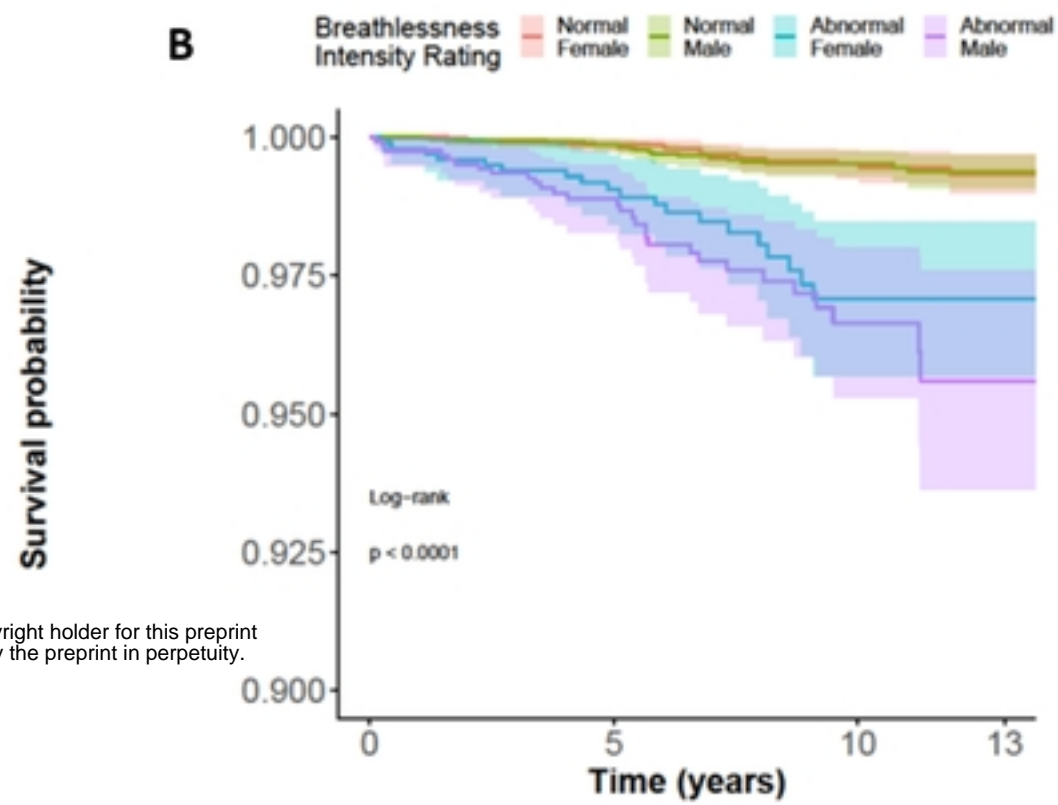 B
Breathlessness
Intensity Rating
Normal
Female
Normal
Male
Abnormal
Female
Abnormal
Male
1.000
0.975
0.950
0.925
0.900
Survival probability
Log-rank
p < 0.0001
right holder for this preprint
the preprint in perpetuity.
0
5
10
13
Time (years)